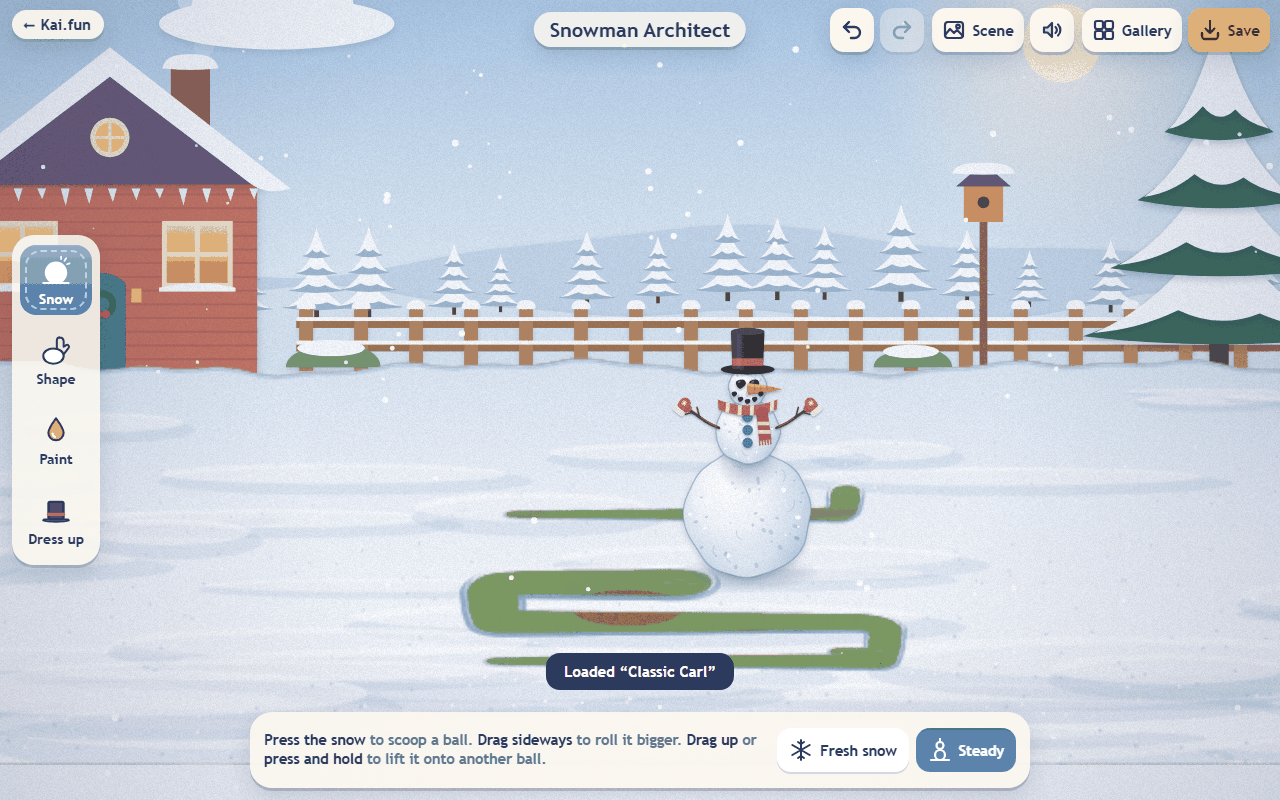 ← Kai.fun
Snowman Architect
Scene
Gallery
Save
Snow
Shape
Paint
Dress up
Loaded “Classic Carl”
Press the snow to scoop a ball. Drag sideways to roll it bigger. Drag up or
press and hold to lift it onto another ball.
Fresh snow
Steady